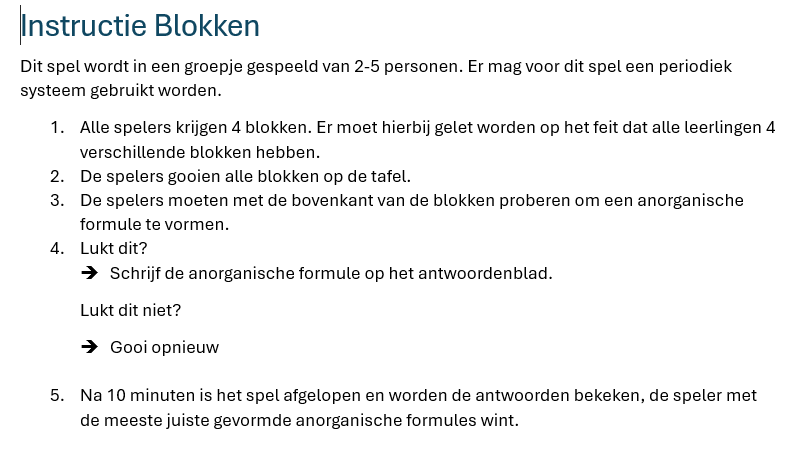 Instructie Blokken
Dit spel wordt in een groepje gespeeld van 2-5 personen. Er mag voor dit spel een periodiek
systeem gebruikt worden.
1. Alle spelers krijgen 4 blokken. Er moet hierbij gelet worden op het feit dat alle leerlingen 4
verschillende blokken hebben.
2. De spelers gooien alle blokken op de tafel.
3. De spelers moeten met de bovenkant van de blokken proberen om een anorganische
formule te vormen.
4. Lukt dit?
➔ Schrijf de anorganische formule op het antwoordenblad.
Lukt dit niet?
➔ Gooi opnieuw
5. Na 10 minuten is het spel afgelopen en worden de antwoorden bekeken, de speler met
de meeste juiste gevormde anorganische formules wint.